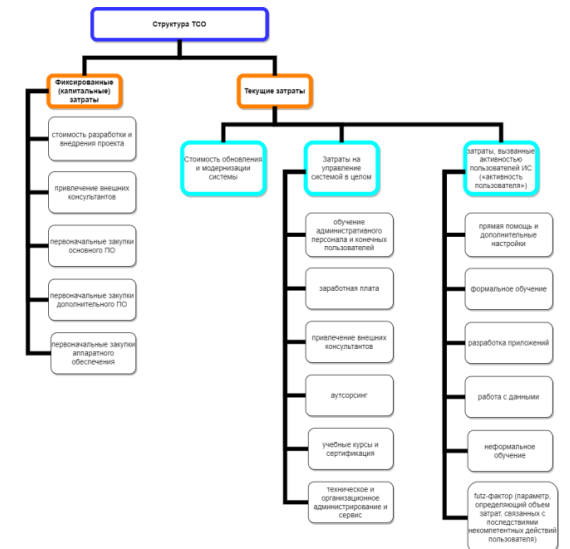 Структура TCO
Фиксированные
(капитальные)
затраты
Текущие затраты
стоимость разработки и
внедрения проекта
привлечение внешних
консультантов
первоначальные закупки
основного ПО
первоначальные закупки
дополнительного ПО
первоначальные закупки
аппаратного
обеспечения
Стоимость обновления
и модернизации
системы
Затраты на
управление
системой в целом
обучение
административного
персонала и конечных
пользователей
заработная плата
привлечение внешних
консультантов
аутсорсинг
учебные курсы и
сертификация
техническое и
организационное
администрирование и
сервис
затраты, вызванные
активностью
пользователей ИС
(«активность
пользователя»)
прямая помощь и
дополнительные
настройки
формальное обучение
разработка приложений
работа с данными
неформальное
обучение
futz-фактор (параметр,
определяющий объем
затрат, связанных с
последствиями
некомпетентных действий
пользователя)